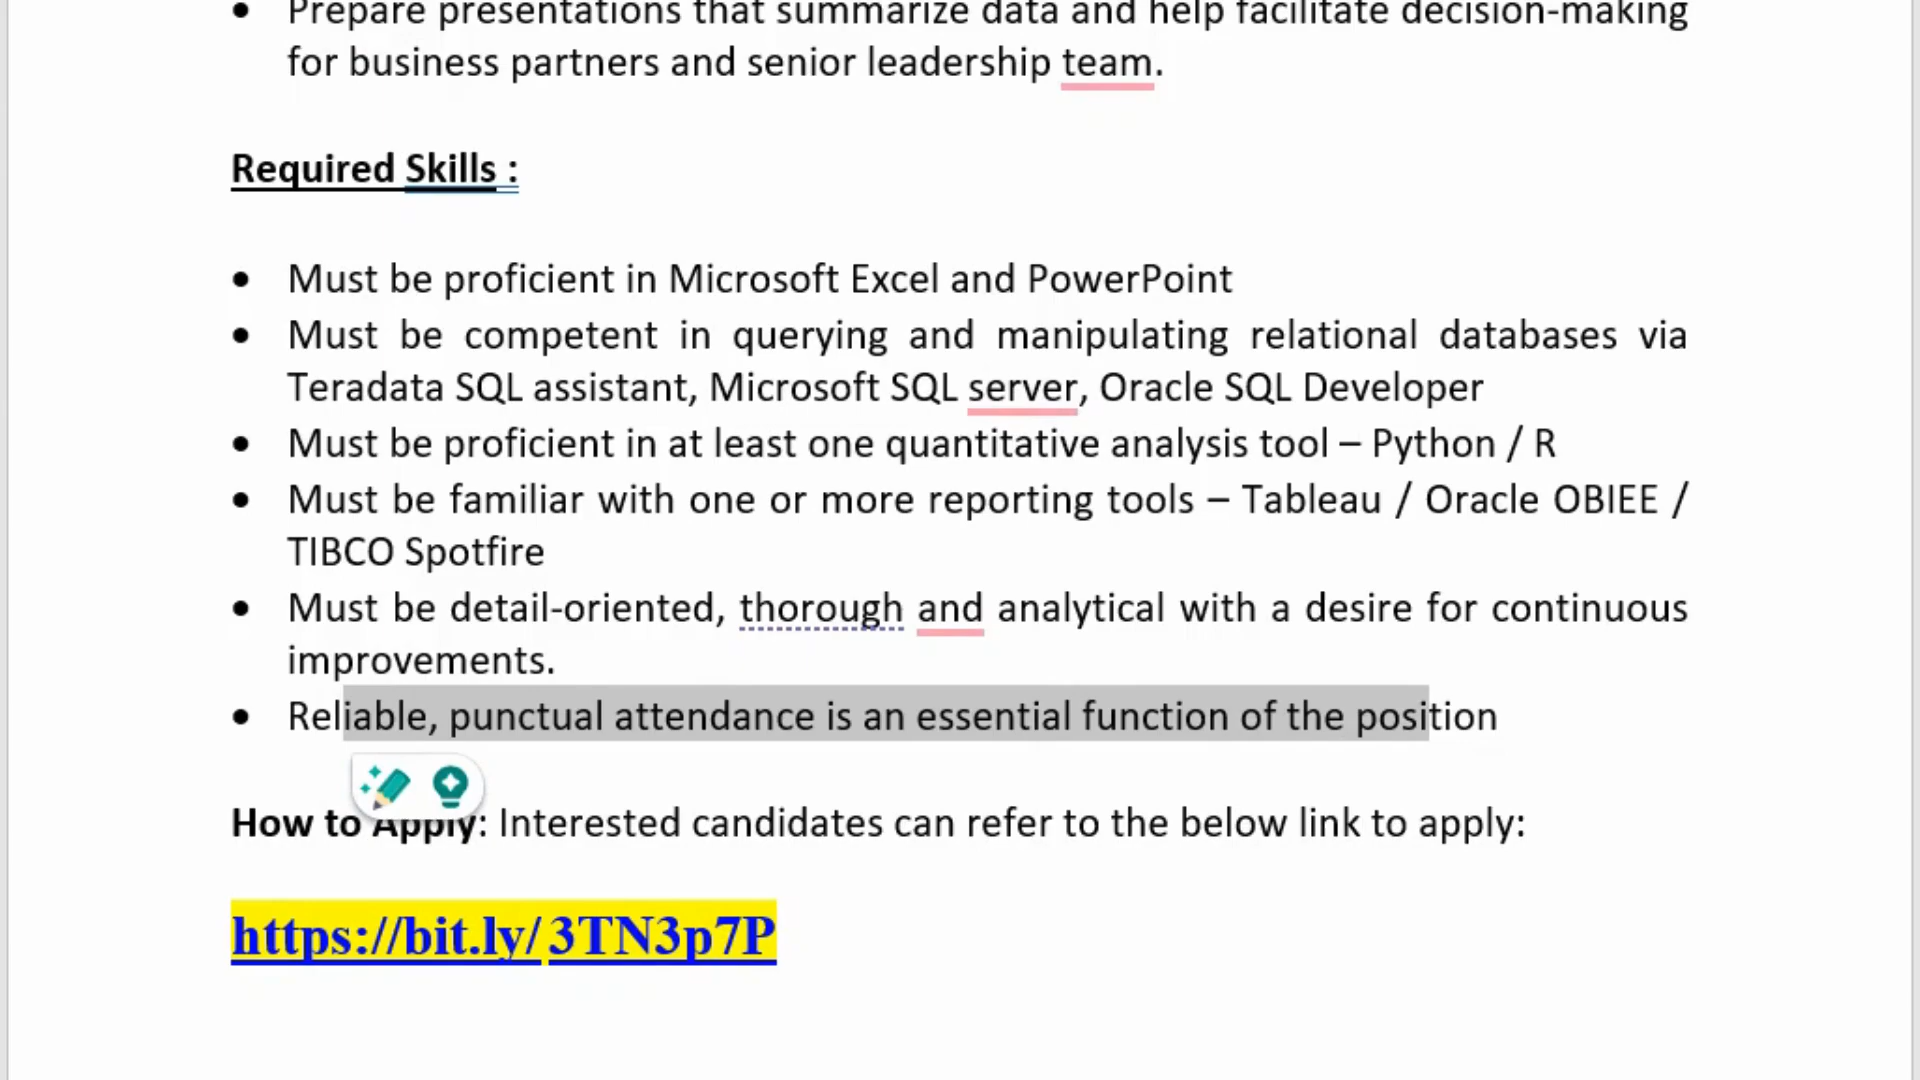 • Prepare presentations that summarize data and help facilitate decision-making
for business partners and senior leadership team.
Required Skills :
• Must be proficient in Microsoft Excel and PowerPoint
• Must be competent in querying and manipulating relational databases via
Teradata SQL assistant, Microsoft SQL server, Oracle SQL Developer
• Must be proficient in at least one quantitative analysis tool – Python / R
• Must be familiar with one or more reporting tools – Tableau / Oracle OBIEE /
TIBCO Spotfire
• Must be detail-oriented, thorough and analytical with a desire for continuous
improvements.
• Reliable, punctual attendance is an essential function of the position
How to Apply: Interested candidates can refer to the below link to apply:
https://bit.ly/3TN3p7P